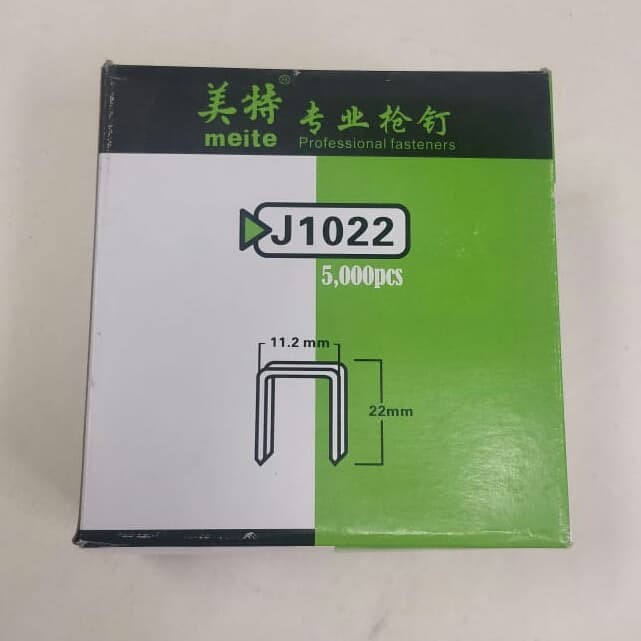 美特®
meite
专业枪钉
Professional fasteners
J1022
5,000pcs
11.2 mm
22mm